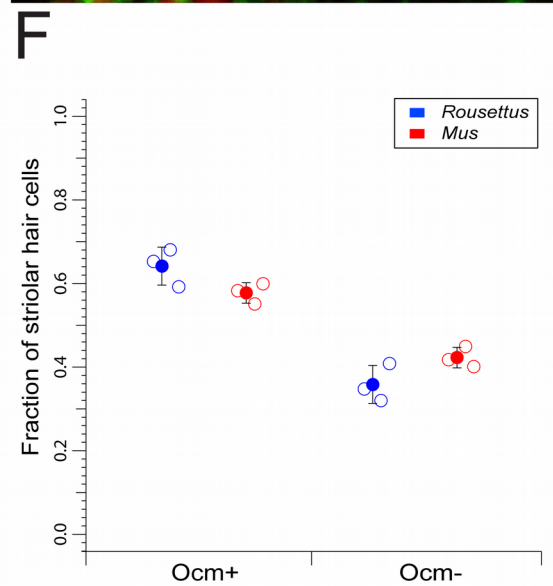 F
Rousettus
Mus
Fraction of striolar hair cells
1.0
0.8
0.6
0.4
0.2
0.0
Ocm+ Ocm-